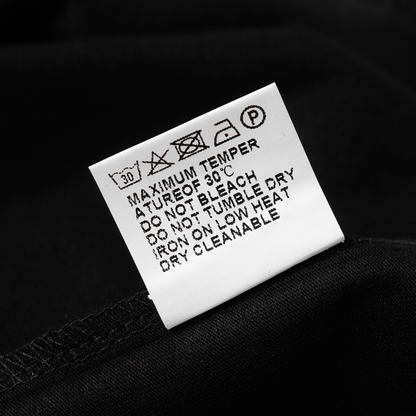 30 P
MAXIMUM TEMPER
ATUREOF 30°C
DO NOT BLEACH
DO NOT TUMBLE DRY
IRON ON LOW HEAT
DRY CLEANABLE